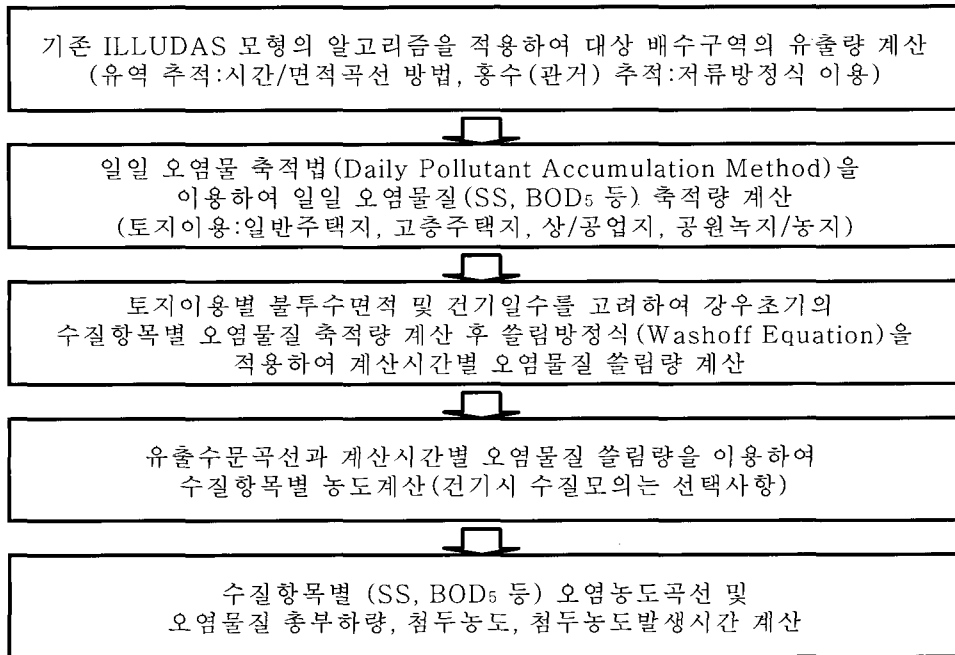 기존 ILLUDAS 모형의 알고리즘을 적용하여 대상 배수구역의 유출량 계산
(유역 추적:시간/면적곡선 방법, 홍수(관거) 추적:저류방정식 이용)
일일 오염물 축적법(Daily Pollutant Accumulation Method)을
이용하여 일일 오염물질(SS, BOD₅ 등) 축적량 계산
(토지이용:일반주택지, 고층주택지, 상/공업지, 공원녹지/농지)
토지이용별 불투수면적 및 건기일수를 고려하여 강우초기의
수질항목별 오염물질 축적량 계산 후 쓸림방정식(Washoff Equation)을
적용하여 계산시간별 오염물질 쓸림량 계산
유출수문곡선과 계산시간별 오염물질 쓸림량을 이용하여
수질항목별 농도계산(건기시 수질모의는 선택사항)
수질항목별 (SS, BOD₅ 등) 오염농도곡선 및
오염물질 총부하량, 첨두농도, 첨두농도발생시간 계산